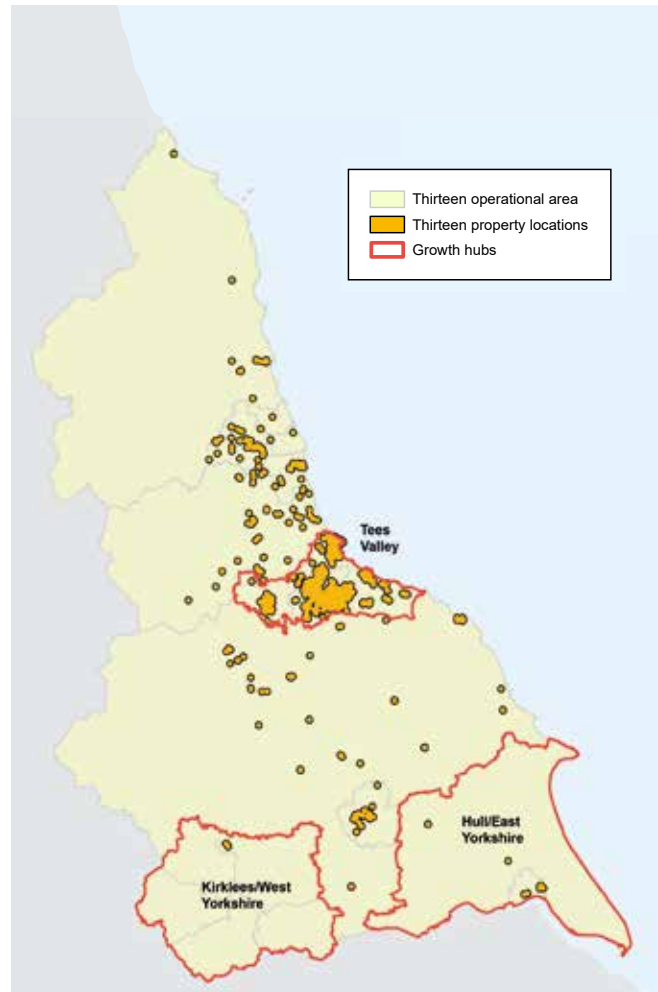 Thirteen operational area
Thirteen property locations
Growth hubs
Tees
Valley
Hull/East
Yorkshire
Kirklees/West
Yorkshire